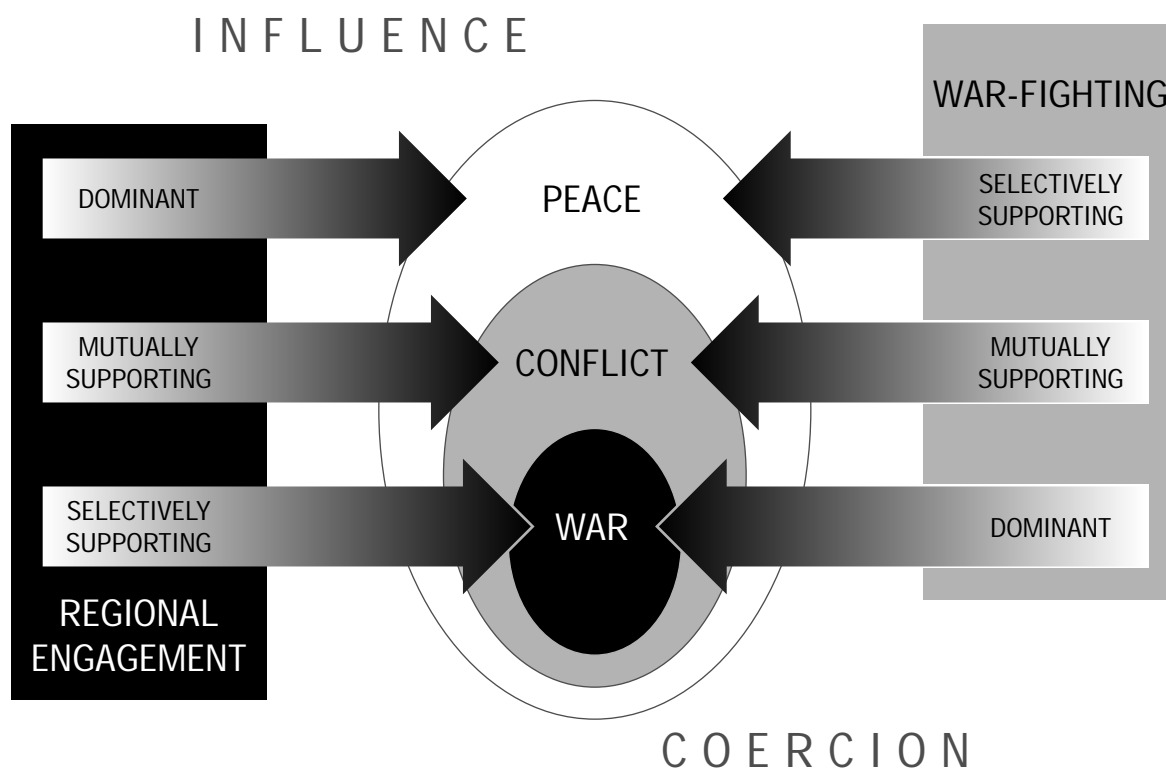 INFLUENCE
WAR-FIGHTING
DOMINANT
PEACE
SELECTIVELY
SUPPORTING
MUTUALLY
SUPPORTING
CONFLICT
MUTUALLY
SUPPORTING
SELECTIVELY
SUPPORTING
WAR
DOMINANT
REGIONAL
ENGAGEMENT
COERCION